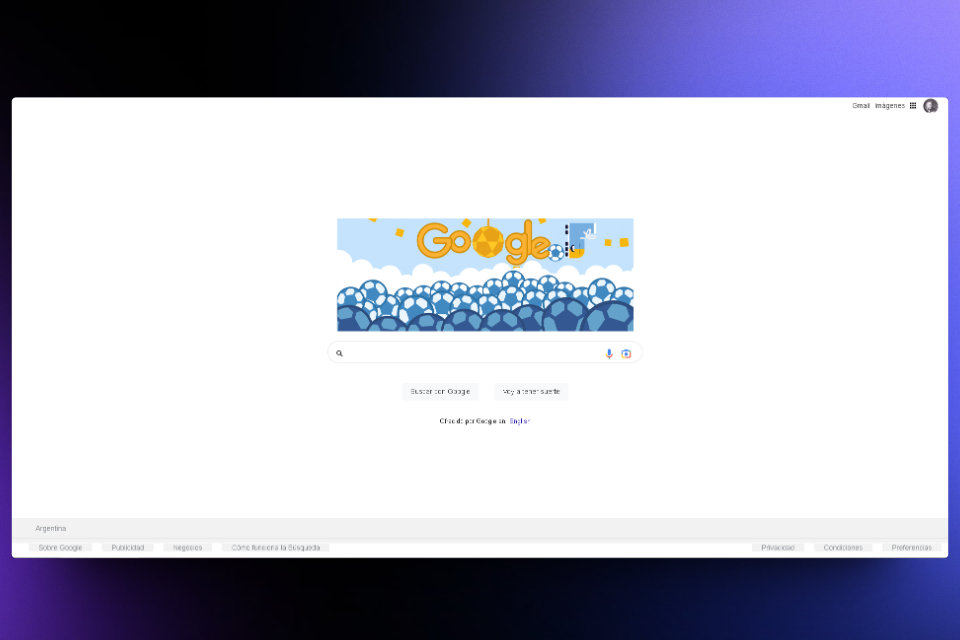 Gmail Imágenes
Google
Buscar con Google Voy a tener suerte
Ofrecido por Google en: English
Argentina
Sobre Google Publicidad Negocios Cómo funciona la Búsqueda Privacidad Condiciones Preferencias